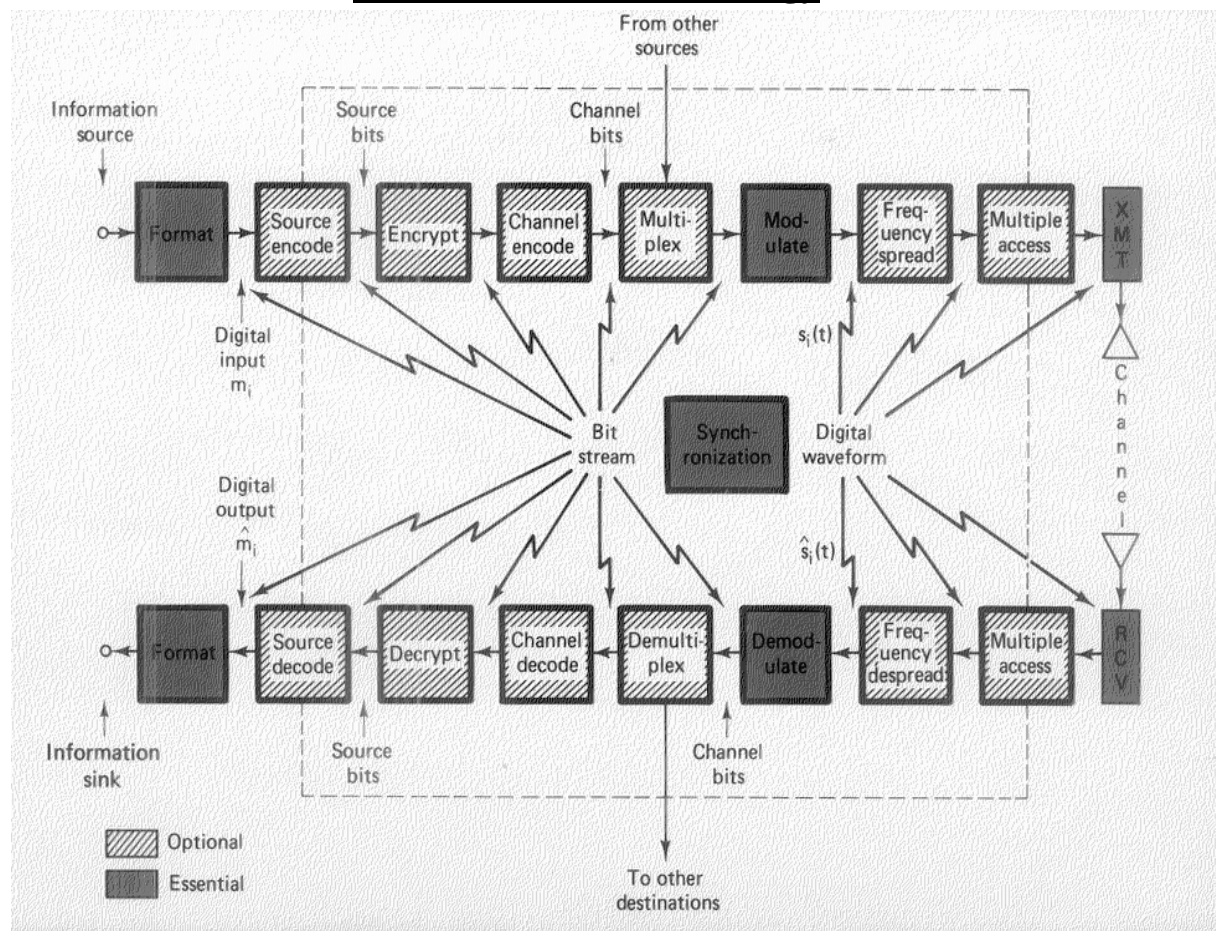 From other
sources
Information
source
Source
bits
Channel
bits
Format
Source
encode
Encrypt
Channel
encode
Multi-
plex
Mod-
ulate
Freq-
uency
spread
Multiple
access
X
M
T
Digital
input
mᵢ
sᵢ(t)
C
h
a
n
n
e
l
Bit
stream
Synch-
ronization
Digital
waveform
Digital
output
m̂ᵢ
ŝᵢ(t)
Format
Source
decode
Decrypt
Channel
decode
Demulti-
plex
Demod-
ulate
Freq-
uency
despread
Multiple
access
R
C
V
Information
sink
Source
bits
Channel
bits
Optional
Essential
To other
destinations